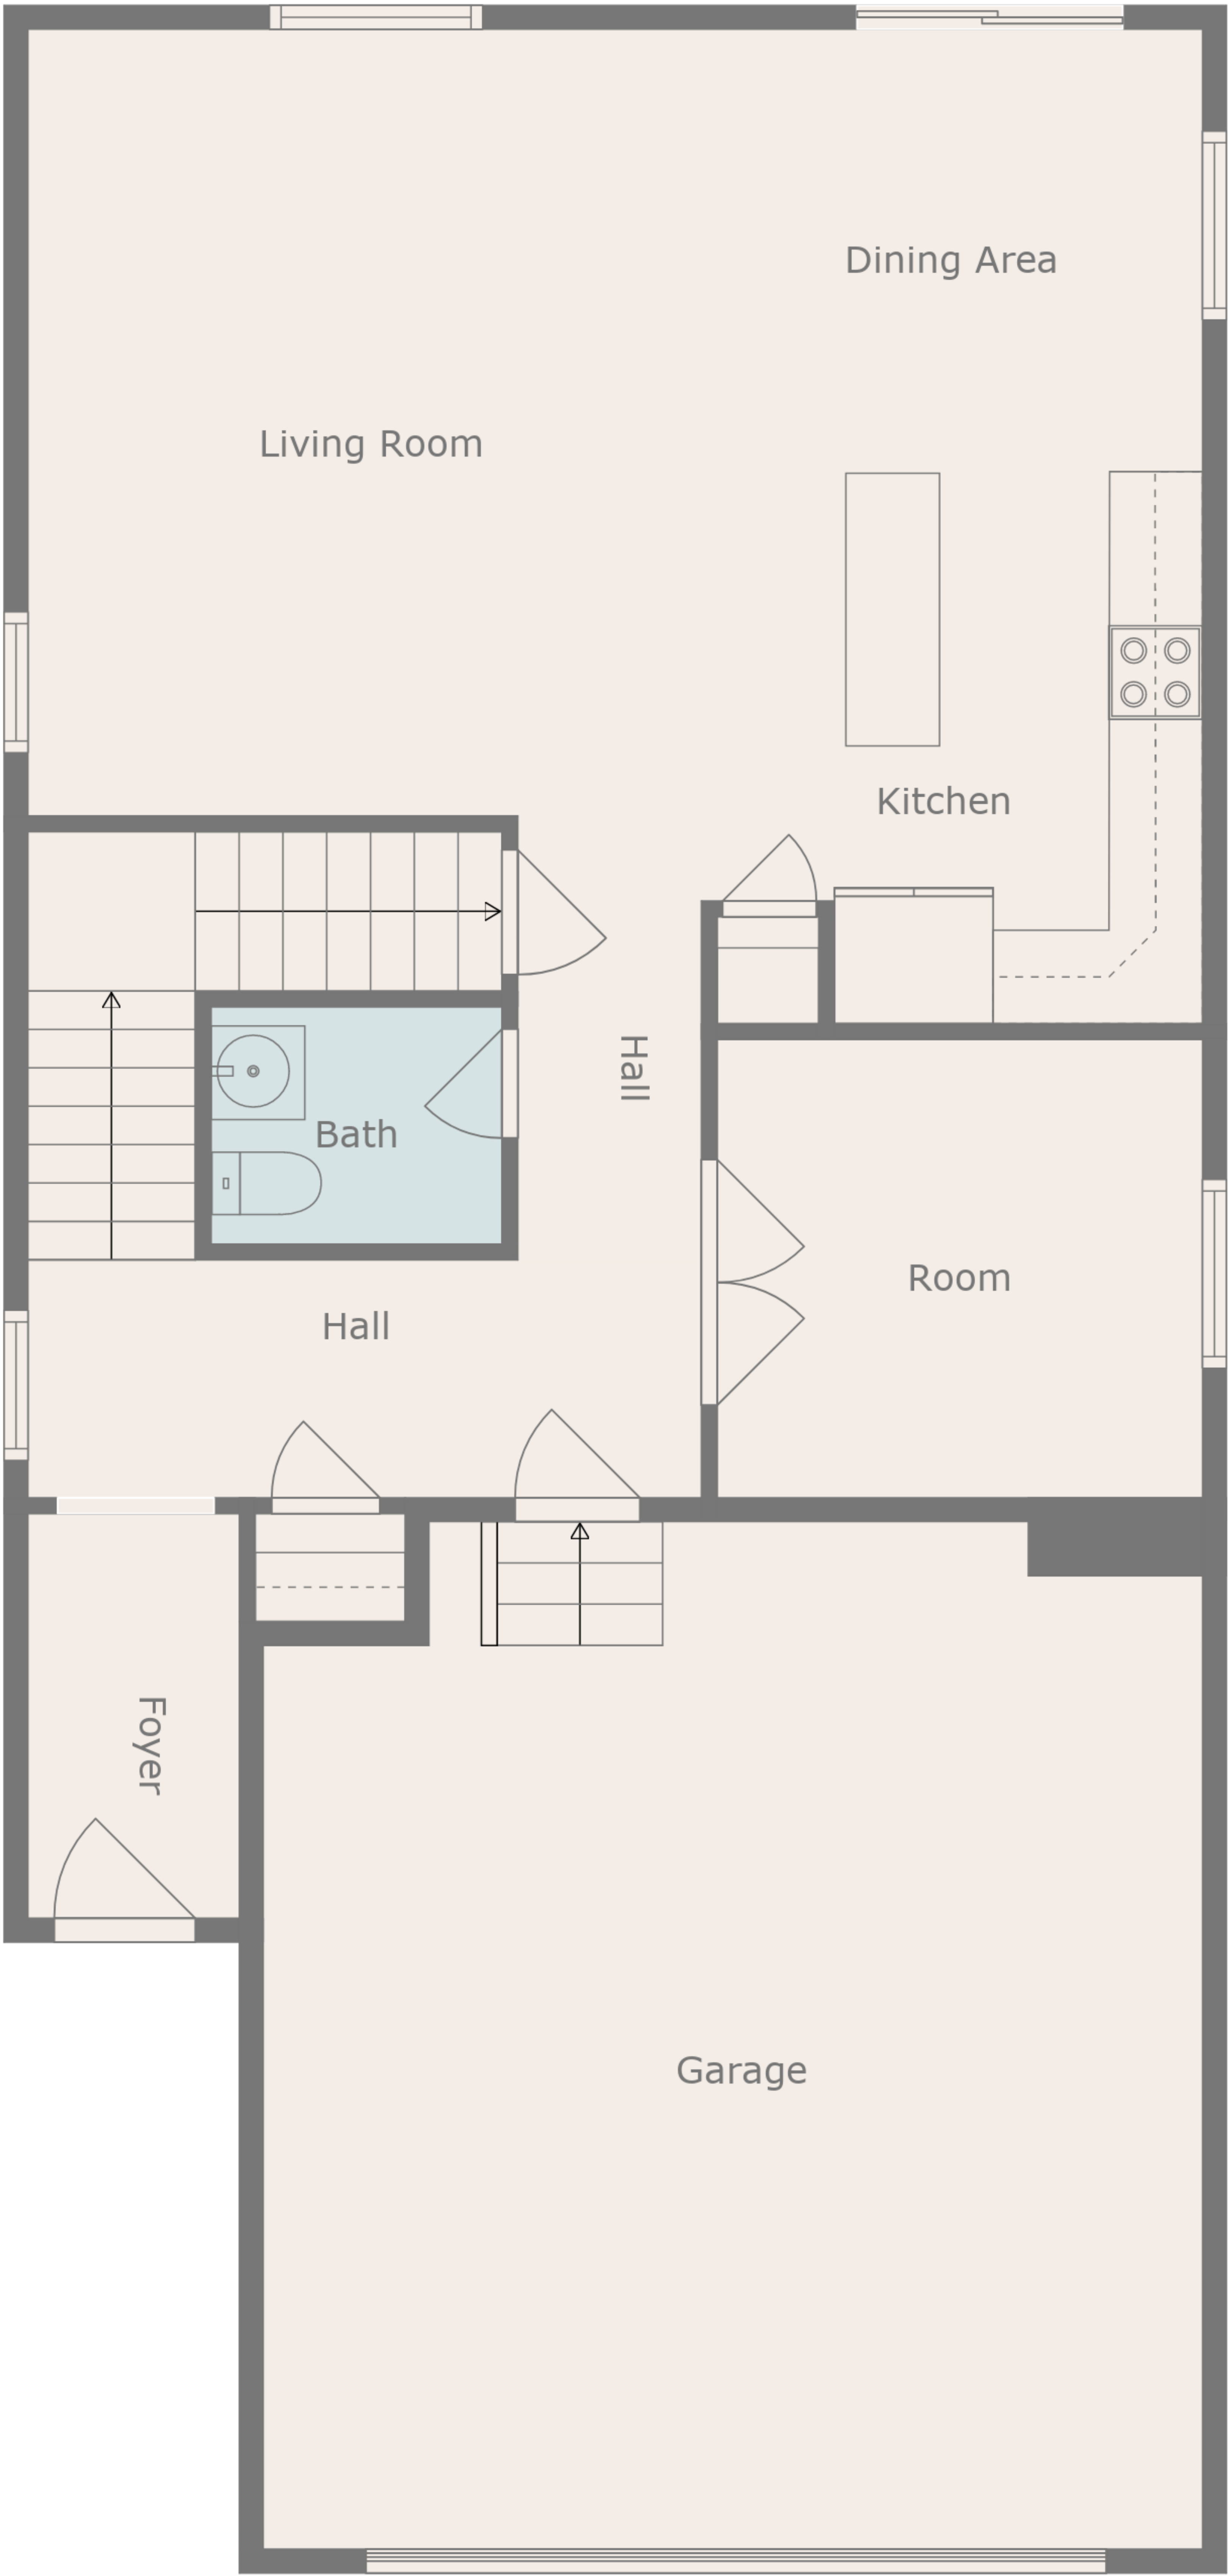 Dining Area
Living Room
Kitchen
Hall
Bath
Room
Hall
Foyer
Garage